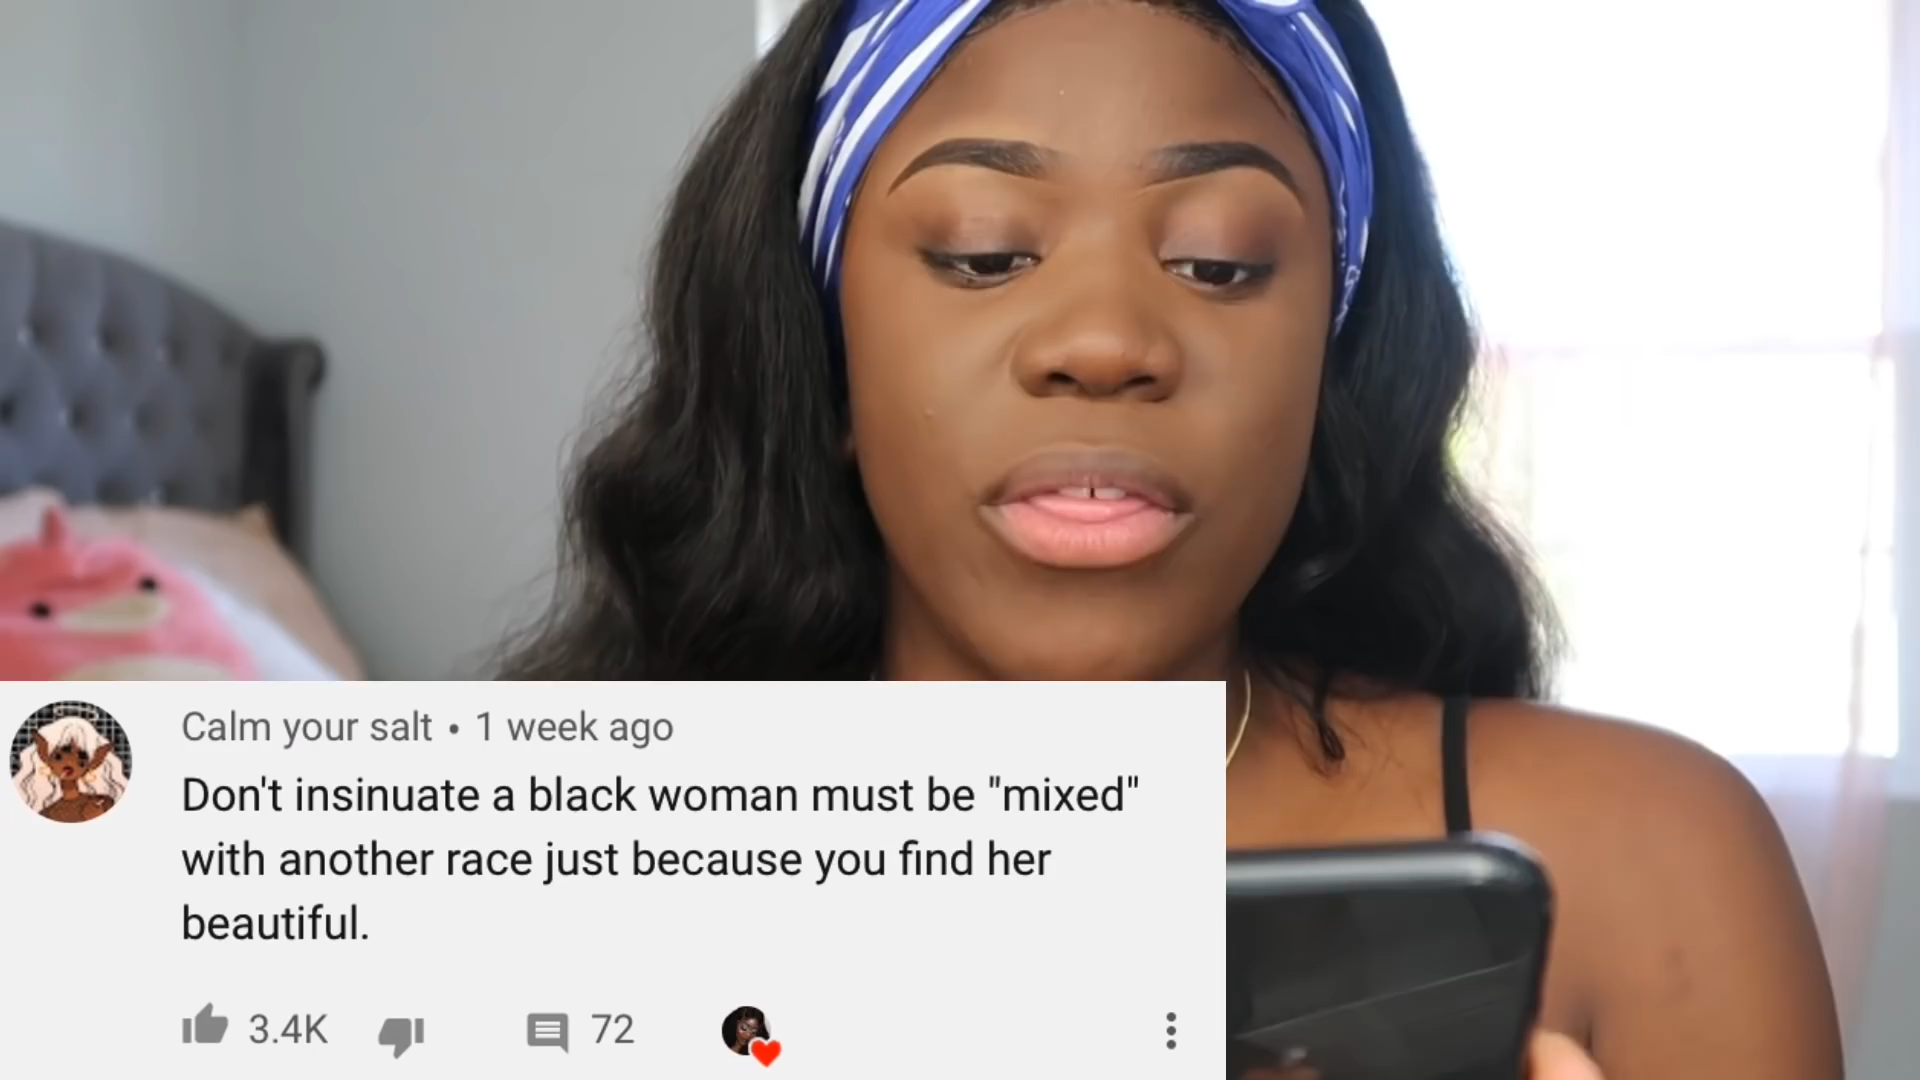 Calm your salt • 1 week ago
Don't insinuate a black woman must be "mixed"
with another race just because you find her
beautiful.
3.4K 72